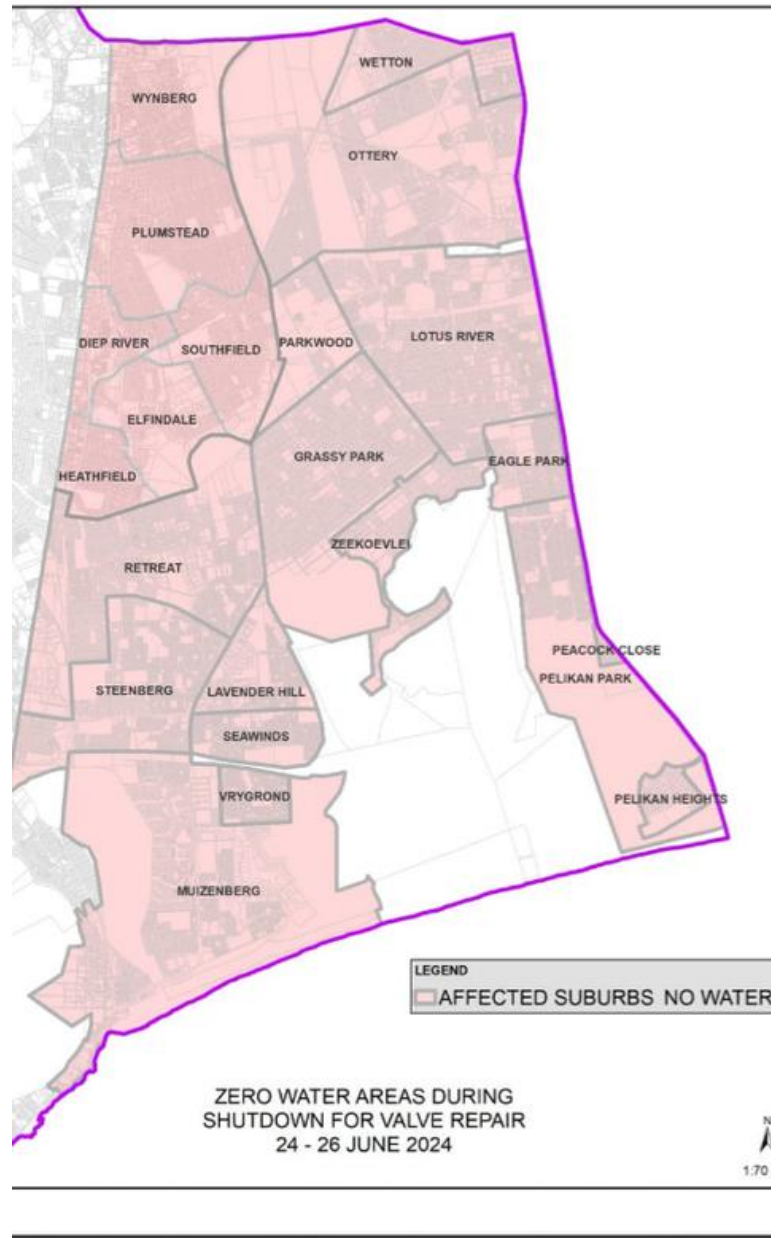 WETTON
WYNBERG
OTTERY
PLUMSTEAD
DIEP RIVER
SOUTHFIELD
PARKWOOD
LOTUS RIVER
ELFINDALE
GRASSY PARK
EAGLE PARK
HEATHFIELD
ZEEKOEVLEI
RETREAT
PEACOCK CLOSE
PELIKAN PARK
STEENBERG
LAVENDER HILL
SEAWINDS
VRYGROND
PELIKAN HEIGHTS
MUIZENBERG
LEGEND
AFFECTED SUBURBS NO WATER
ZERO WATER AREAS DURING
SHUTDOWN FOR VALVE REPAIR
24 - 26 JUNE 2024
N
1:70